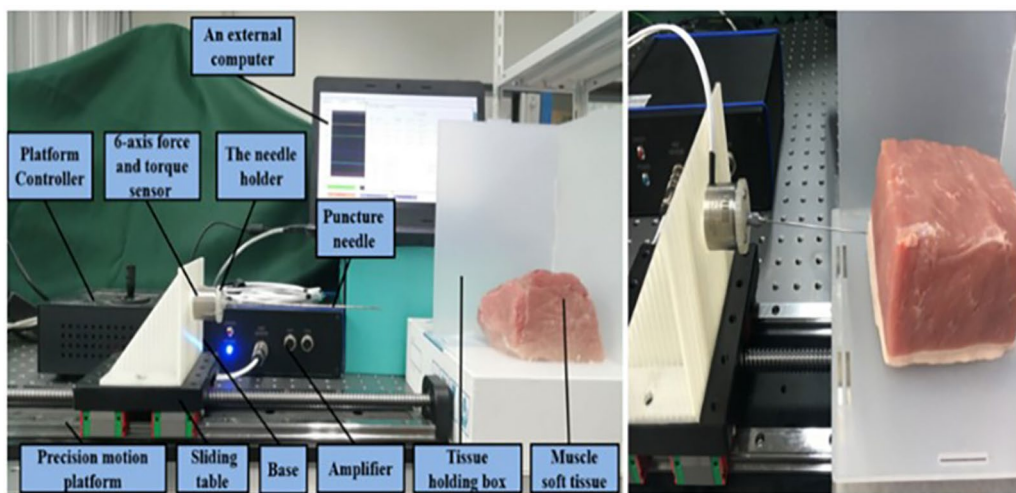 An external
computer
Platform
Controller
6-axis force
and torque
sensor
The needle
holder
Puncture
needle
Precision motion
platform
Sliding
table
Base
Amplifier
Tissue
holding box
Muscle
soft tissue